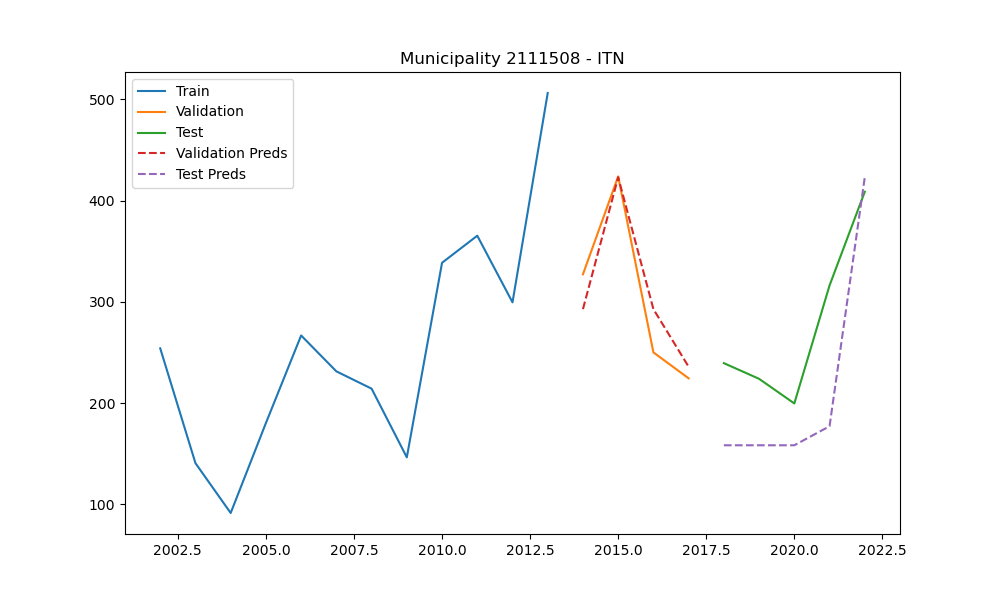 Municipality 2111508 - ITN
Train
Validation
Test
Validation Preds
Test Preds
500
400
300
200
100
2002.5 2005.0 2007.5 2010.0 2012.5 2015.0 2017.5 2020.0 2022.5